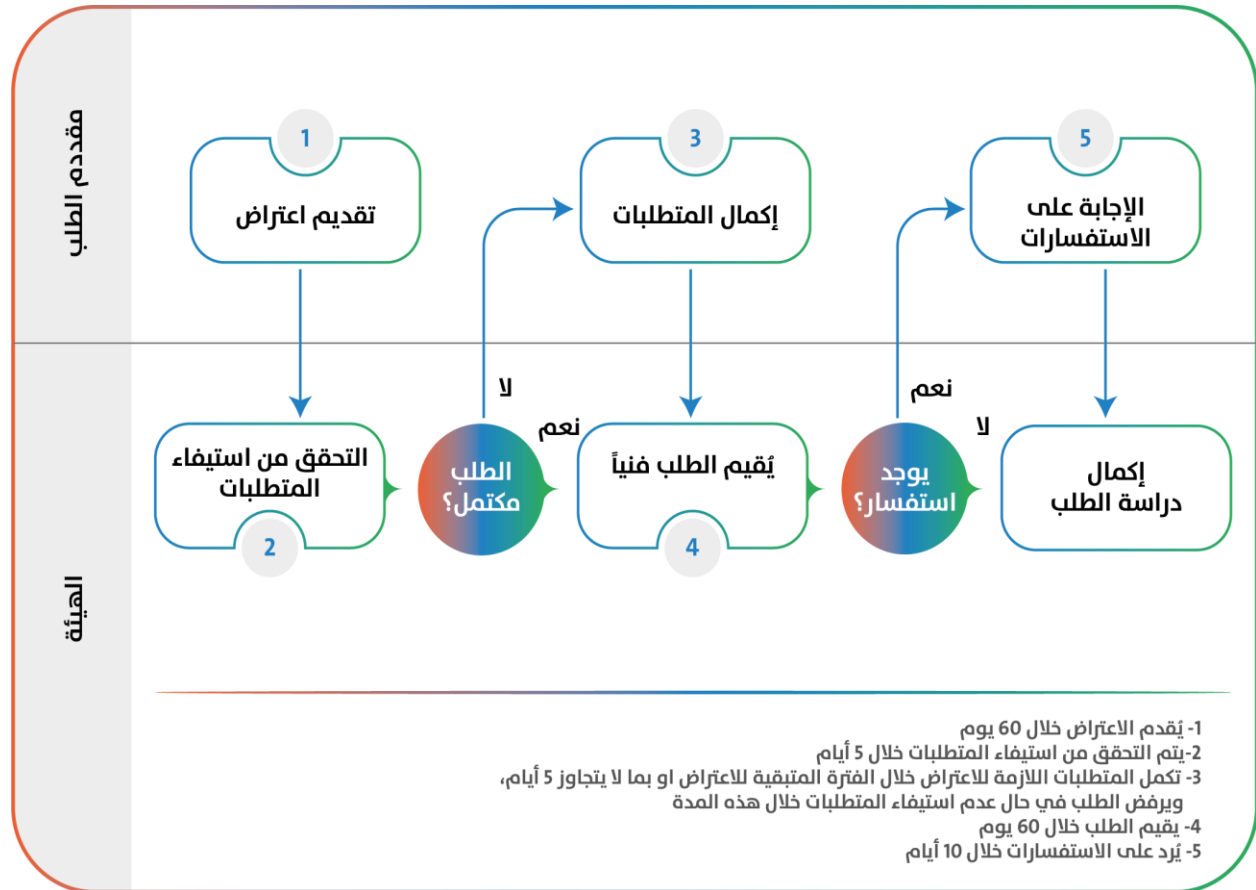 مقددم الطلب
1
تقديم اعتراض
3
إكمال المتطلبات
5
الإجابة على
الاستفسارات
لا
نعم
نعم
لا
التحقق من استيفاء
المتطلبات
2
الطلب
مكتمل؟
يُقيم الطلب فنياً
4
يوجد
استفسار؟
إكمال
دراسة الطلب
الهيئة
1- يُقدم الاعتراض خلال 60 يوم
2-يتم التحقق من استيفاء المتطلبات خلال 5 أيام
3- تكمل المتطلبات اللازمة للاعتراض خلال الفترة المتبقية للاعتراض او بما لا يتجاوز 5 أيام،
ويرفض الطلب في حال عدم استيفاء المتطلبات خلال هذه المدة
4- يقيم الطلب خلال 60 يوم
5- يُرد على الاستفسارات خلال 10 أيام